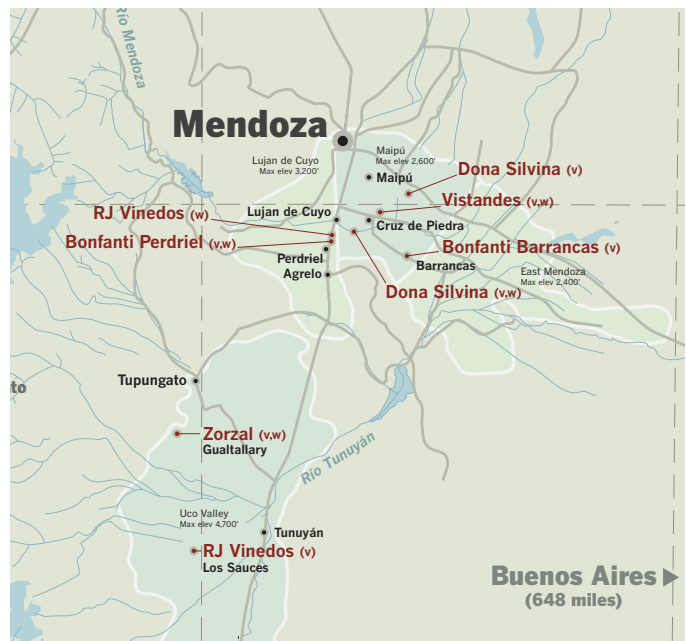 Río Mendoza
Mendoza
Lujan de Cuyo
Max elev 3,200'
Maipú
Max elev 2,600'
Maipú
Dona Silvina (v)
Vistandes (v,w)
RJ Vinedos (w)
Lujan de Cuyo
Cruz de Piedra
Bonfanti Perdriel (v,w)
Bonfanti Barrancas (v)
Perdriel
Barrancas
Agrelo
East Mendoza
Max elev 2,400'
Dona Silvina (v,w)
Tupungato
to
Zorzal (v,w)
Gualtallary
Río Tunuyán
Uco Valley
Max elev 4,700'
Tunuyán
RJ Vinedos (v)
Los Sauces
Buenos Aires
(648 miles)